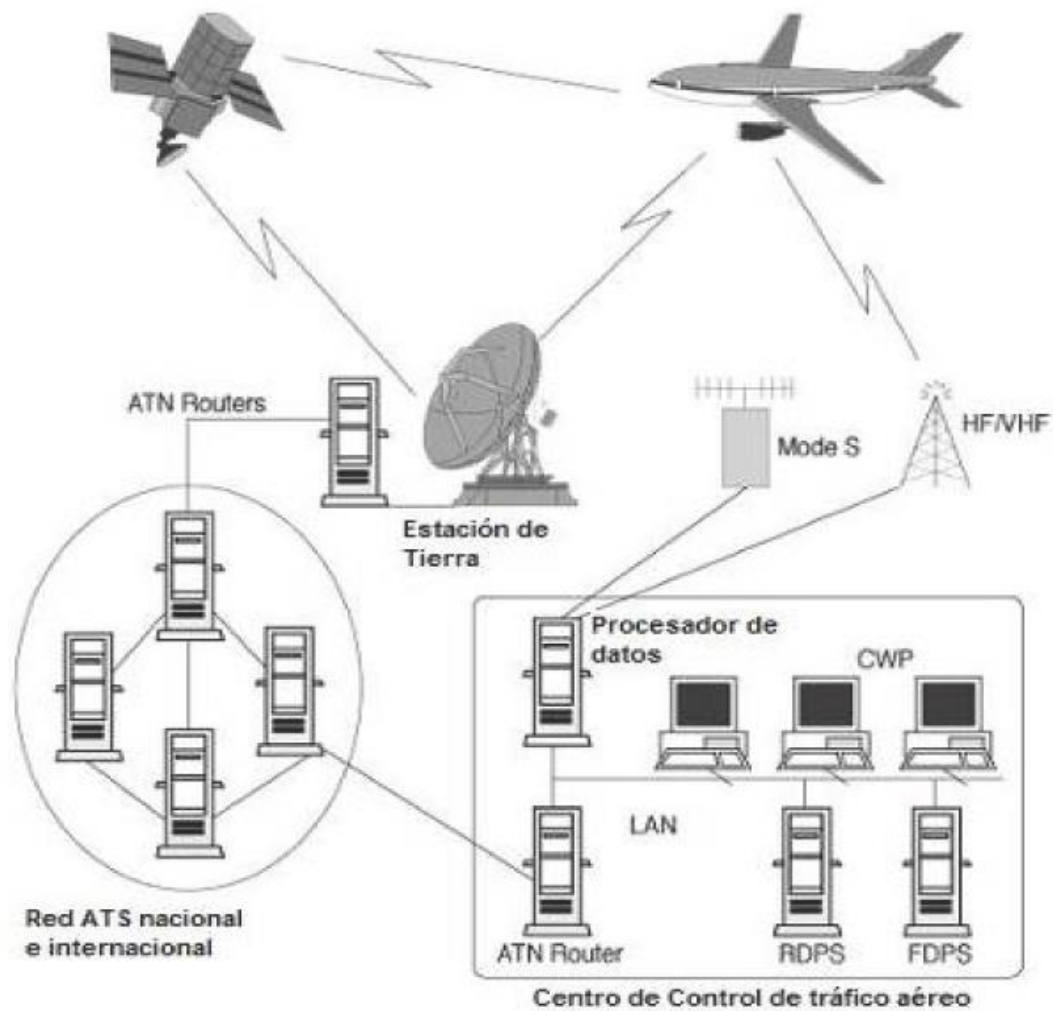 ATN Routers
HF/VHF
Mode S
Estación de
Tierra
Procesador de
datos
CWP
LAN
Red ATS nacional
e internacional
ATN Router
RDPS
FDPS
Centro de Control de tráfico aéreo